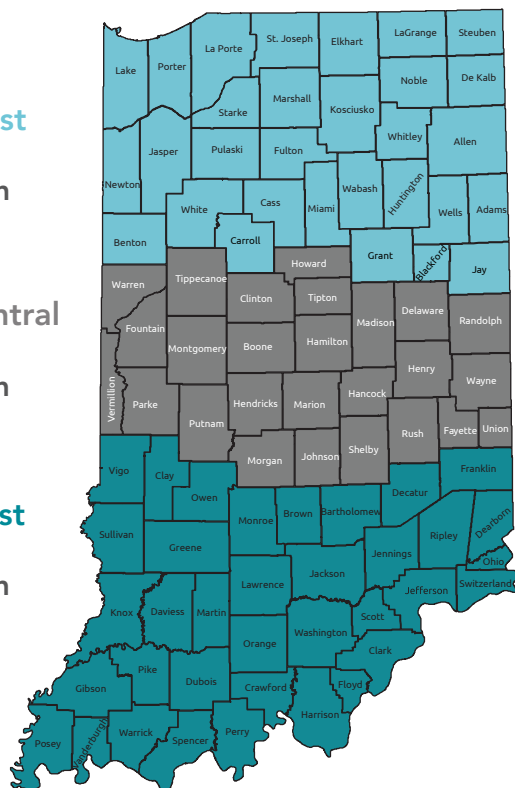 St. Joseph
LaGrange
Steuben
Elkhart
La Porte
Lake
Porter
Noble
De Kalb
Marshall
Kosciusko
Starke
st
Whitley
Allen
Jasper
Pulaski
Fulton
Newton
n
Wabash
Huntington
White
Cass
Miami
Wells
Adams
Benton
Carroll
Grant
Blackford
Jay
Howard
Warren
Tippecanoe
Clinton
Tipton
ntral
Fountain
Madison
Delaware
Randolph
Montgomery
Boone
Hamilton
Henry
Wayne
n
Vermillion
Parke
Hendricks
Marion
Hancock
Putnam
Rush
Fayette
Union
Morgan
Johnson
Shelby
Vigo
Clay
Franklin
Owen
Decatur
st
Monroe
Brown
Bartholomew
Dearborn
Sullivan
Ripley
Greene
Jennings
Ohio
n
Lawrence
Jackson
Jefferson
Switzerland
Knox
Daviess
Martin
Scott
Orange
Washington
Clark
Pike
Dubois
Crawford
Floyd
Gibson
Harrison
Posey
Vanderburgh
Warrick
Spencer
Perry